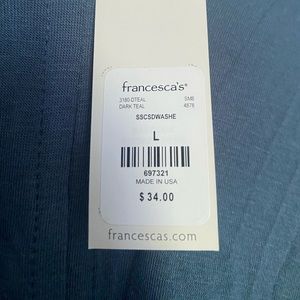 francesca's®
3180-DTEAL SME
DARK TEAL 4876
SSCSDWASHE
L
697321
MADE IN USA
$ 34.00
francescas.com